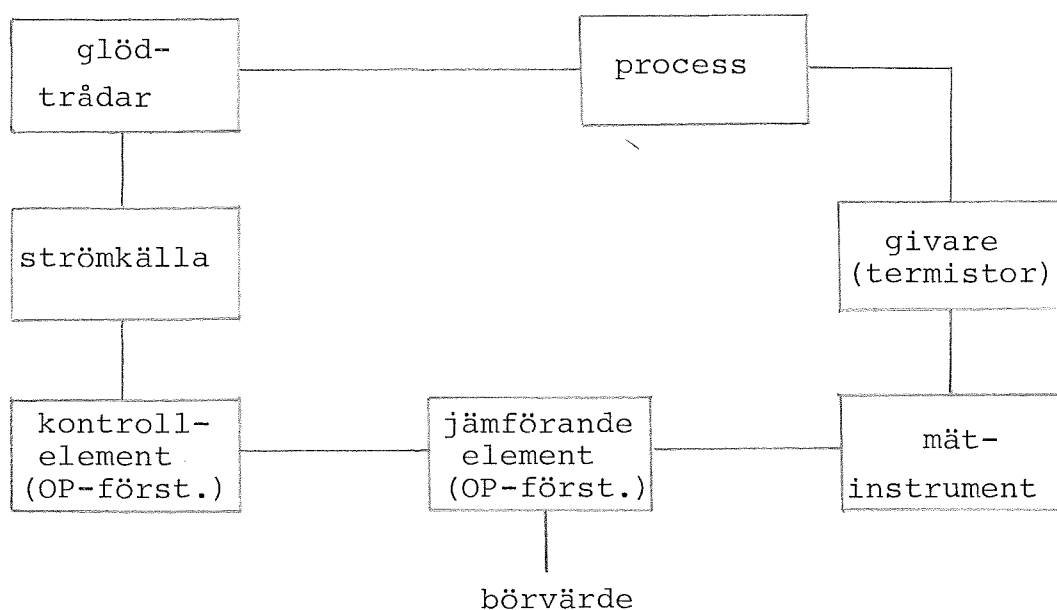 glöd-
trådar
process
strömkälla
givare
(termistor)
kontroll-
element
(OP-först.)
jämförande
element
(OP-först.)
mät-
instrument
börvärde